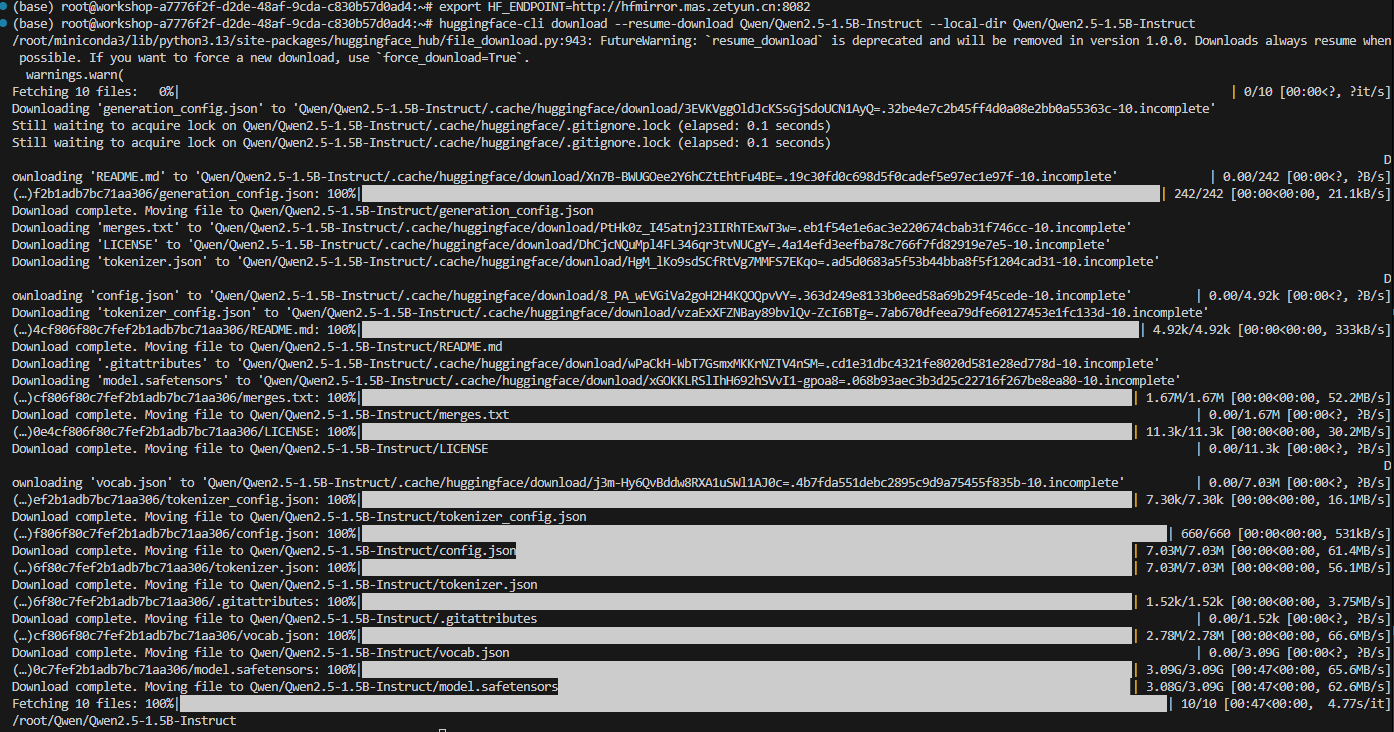 (base) root@workshop-a7776f2f-d2de-48af-9cda-c830b57d0ad4:~# export HF_ENDPOINT=http://hfmirror.mas.zetyun.cn:8082
(base) root@workshop-a7776f2f-d2de-48af-9cda-c830b57d0ad4:~# huggingface-cli download --resume-download Qwen/Qwen2.5-1.5B-Instruct --local-dir Qwen/Qwen2.5-1.5B-Instruct
/root/miniconda3/lib/python3.13/site-packages/huggingface_hub/file_download.py:943: FutureWarning: `resume_download` is deprecated and will be removed in version 1.0.0. Downloads always resume when
possible. If you want to force a new download, use `force_download=True`.
warnings.warn(
Fetching 10 files:   0%| | 0/10 [00:00<?, ?it/s]
Downloading 'generation_config.json' to 'Qwen/Qwen2.5-1.5B-Instruct/.cache/huggingface/download/3EVKVggOldJcKSsGjSdoUCN1AyQ=.32be4e7c2b45ff4d0a08e2bb0a55363c-10.incomplete'
Still waiting to acquire lock on Qwen/Qwen2.5-1.5B-Instruct/.cache/huggingface/.gitignore.lock (elapsed: 0.1 seconds)
Still waiting to acquire lock on Qwen/Qwen2.5-1.5B-Instruct/.cache/huggingface/.gitignore.lock (elapsed: 0.1 seconds)
D
ownloading 'README.md' to 'Qwen/Qwen2.5-1.5B-Instruct/.cache/huggingface/download/Xn7B-BWUGOee2Y6hCZtEhtFu4BE=.19c30fd0c698d5f0cadef5e97ec1e97f-10.incomplete' | 0.00/242 [00:00<?, ?B/s]
(…)f2b1adb7bc71aa306/generation_config.json: 100%| | 242/242 [00:00<00:00, 21.1kB/s]
Download complete. Moving file to Qwen/Qwen2.5-1.5B-Instruct/generation_config.json
Downloading 'merges.txt' to 'Qwen/Qwen2.5-1.5B-Instruct/.cache/huggingface/download/PtHk0z_I45atnj23IIRhTExwT3w=.eb1f54e1e6ac3e220674cbab31f746cc-10.incomplete'
Downloading 'LICENSE' to 'Qwen/Qwen2.5-1.5B-Instruct/.cache/huggingface/download/DhCjcNQuMpl4FL346qr3tvNUCgY=.4a14efd3eefba78c766f7fd82919e7e5-10.incomplete'
Downloading 'tokenizer.json' to 'Qwen/Qwen2.5-1.5B-Instruct/.cache/huggingface/download/HgM_lKo9sdSCfRtVg7MMFS7EKqo=.ad5d0683a5f53b44bba8f5f1204cad31-10.incomplete'
D
ownloading 'config.json' to 'Qwen/Qwen2.5-1.5B-Instruct/.cache/huggingface/download/8_PA_wEVGiVa2goH2H4KQOQpvVY=.363d249e8133b0eed58a69b29f45cede-10.incomplete' | 0.00/4.92k [00:00<?, ?B/s]
Downloading 'tokenizer_config.json' to 'Qwen/Qwen2.5-1.5B-Instruct/.cache/huggingface/download/vzaExXFZNBay89bvlQv-ZcI6BTg=.7ab670dfeea79dfe60127453e1fc133d-10.incomplete'
(…)4cf806f80c7fef2b1adb7bc71aa306/README.md: 100%| | 4.92k/4.92k [00:00<00:00, 333kB/s]
Download complete. Moving file to Qwen/Qwen2.5-1.5B-Instruct/README.md
Downloading '.gitattributes' to 'Qwen/Qwen2.5-1.5B-Instruct/.cache/huggingface/download/wPaCkH-WbT7GsmxMKKrNZTV4nSM=.cd1e31dbc4321fe8020d581e28ed778d-10.incomplete'
Downloading 'model.safetensors' to 'Qwen/Qwen2.5-1.5B-Instruct/.cache/huggingface/download/xGOKKLRSlIhH692hSVvI1-gpoa8=.068b93aec3b3d25c22716f267be8ea80-10.incomplete'
(…)cf806f80c7fef2b1adb7bc71aa306/merges.txt: 100%| | 1.67M/1.67M [00:00<00:00, 52.2MB/s]
Download complete. Moving file to Qwen/Qwen2.5-1.5B-Instruct/merges.txt | 0.00/1.67M [00:00<?, ?B/s]
(…)0e4cf806f80c7fef2b1adb7bc71aa306/LICENSE: 100%| | 11.3k/11.3k [00:00<00:00, 30.2MB/s]
Download complete. Moving file to Qwen/Qwen2.5-1.5B-Instruct/LICENSE | 0.00/11.3k [00:00<?, ?B/s]
D
ownloading 'vocab.json' to 'Qwen/Qwen2.5-1.5B-Instruct/.cache/huggingface/download/j3m-Hy6QvBddw8RXA1uSWl1AJ0c=.4b7fda551debc2895c9d9a75455f835b-10.incomplete' | 0.00/7.03M [00:00<?, ?B/s]
(…)ef2b1adb7bc71aa306/tokenizer_config.json: 100%| | 7.30k/7.30k [00:00<00:00, 16.1MB/s]
Download complete. Moving file to Qwen/Qwen2.5-1.5B-Instruct/tokenizer_config.json
(…)f806f80c7fef2b1adb7bc71aa306/config.json: 100%| | 660/660 [00:00<00:00, 531kB/s]
Download complete. Moving file to Qwen/Qwen2.5-1.5B-Instruct/config.json | 7.03M/7.03M [00:00<00:00, 61.4MB/s]
(…)6f80c7fef2b1adb7bc71aa306/tokenizer.json: 100%| | 7.03M/7.03M [00:00<00:00, 56.1MB/s]
Download complete. Moving file to Qwen/Qwen2.5-1.5B-Instruct/tokenizer.json
(…)6f80c7fef2b1adb7bc71aa306/.gitattributes: 100%| | 1.52k/1.52k [00:00<00:00, 3.75MB/s]
Download complete. Moving file to Qwen/Qwen2.5-1.5B-Instruct/.gitattributes | 0.00/1.52k [00:00<?, ?B/s]
(…)cf806f80c7fef2b1adb7bc71aa306/vocab.json: 100%| | 2.78M/2.78M [00:00<00:00, 66.6MB/s]
Download complete. Moving file to Qwen/Qwen2.5-1.5B-Instruct/vocab.json | 0.00/3.09G [00:00<?, ?B/s]
(…)0c7fef2b1adb7bc71aa306/model.safetensors: 100%| | 3.09G/3.09G [00:47<00:00, 65.6MB/s]
Download complete. Moving file to Qwen/Qwen2.5-1.5B-Instruct/model.safetensors | 3.08G/3.09G [00:47<00:00, 62.6MB/s]
Fetching 10 files: 100%| | 10/10 [00:47<00:00,  4.77s/it]
/root/Qwen/Qwen2.5-1.5B-Instruct